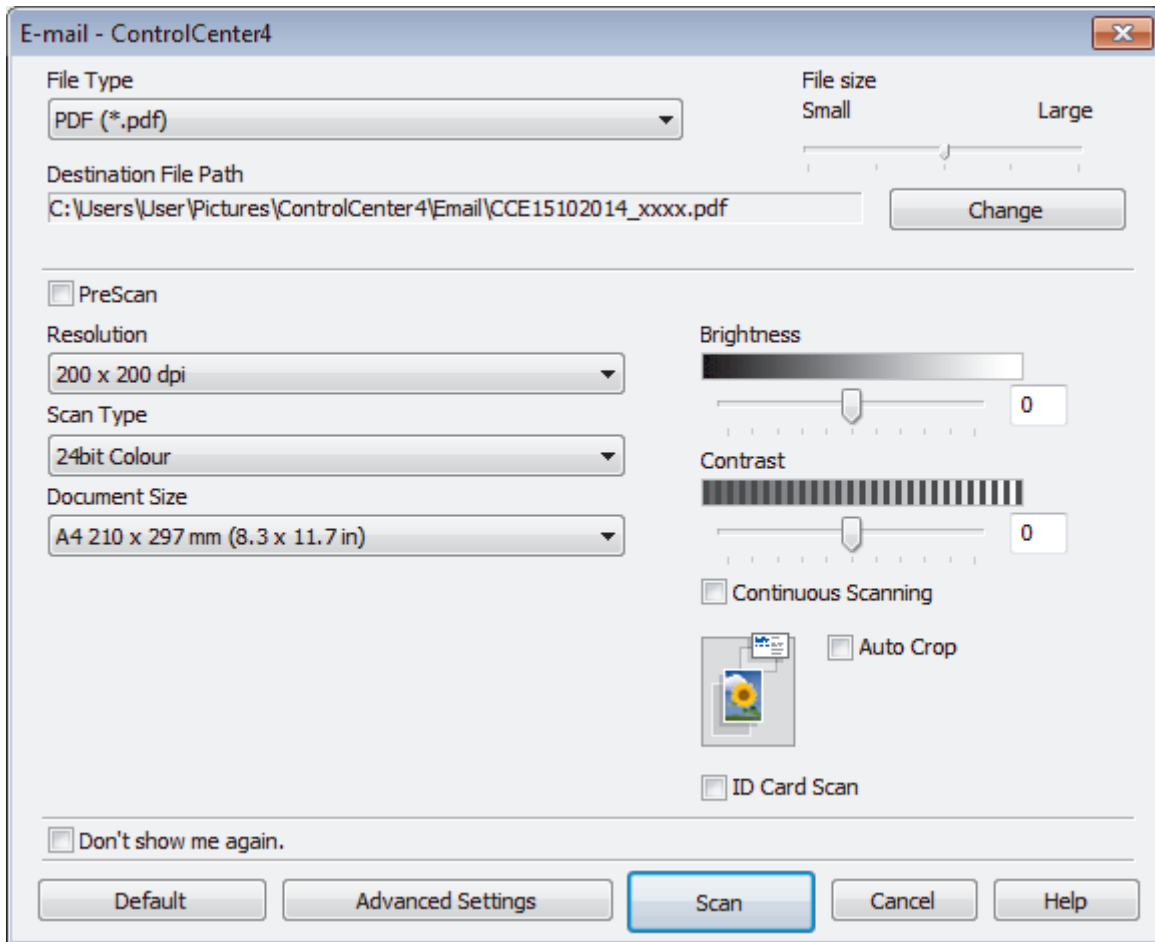 E-mail - ControlCenter4
File Type
File size
PDF (*.pdf)
Small Large
Destination File Path
C:\Users\User\Pictures\ControlCenter4\Email\CCE15102014_xxxx.pdf
Change
PreScan
Resolution
Brightness
200 x 200 dpi
0
Scan Type
24bit Colour
Contrast
Document Size
A4 210 x 297 mm (8.3 x 11.7 in)
0
Continuous Scanning
Auto Crop
ID Card Scan
Don't show me again.
Default Advanced Settings Scan Cancel Help